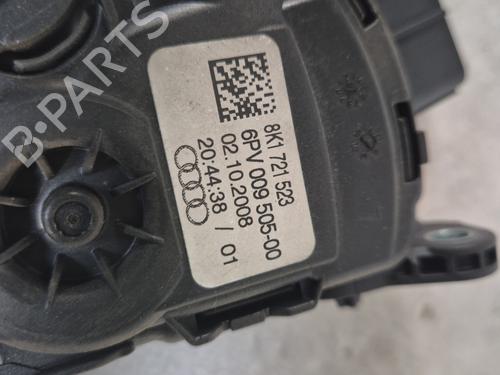 B-PARTS
8K1 721 523
6PV 009 505-00
02.10.2008
20:44:38 / 01